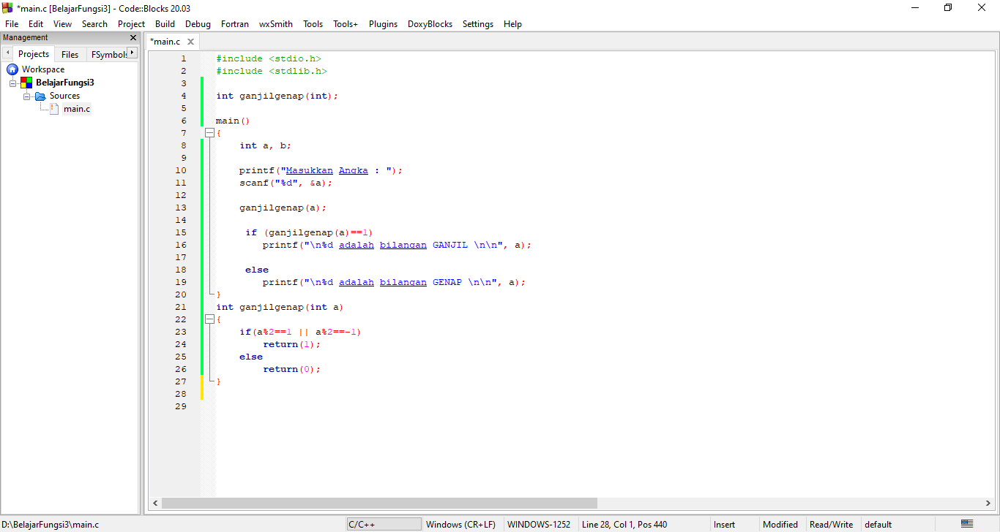 *main.c [BelajarFungsi3] - Code::Blocks 20.03
File Edit View Search Project Build Debug Fortran wxSmith Tools Tools+ Plugins DoxyBlocks Settings Help
Management
*main.c
Projects Files FSymbols
Workspace
BelajarFungsi3
Sources
main.c
1 #include <stdio.h>
2 #include <stdlib.h>
3
4 int ganjilgenap(int);
5
6 main()
7 {
8 int a, b;
9
10 printf("Masukkan Angka : ");
11 scanf("%d", &a);
12
13 ganjilgenap(a);
14
15 if (ganjilgenap(a)==1)
16 printf("\n%d adalah bilangan GANJIL \n\n", a);
17
18 else
19 printf("\n%d adalah bilangan GENAP \n\n", a);
20 }
21 int ganjilgenap(int a)
22 {
23 if(a%2==1 || a%2==-1)
24 return(1);
25 else
26 return(0);
27 }
28
29
D:\BelajarFungsi3\main.c C/C++ Windows (CR+LF) WINDOWS-1252 Line 28, Col 1, Pos 440 Insert Modified Read/Write default